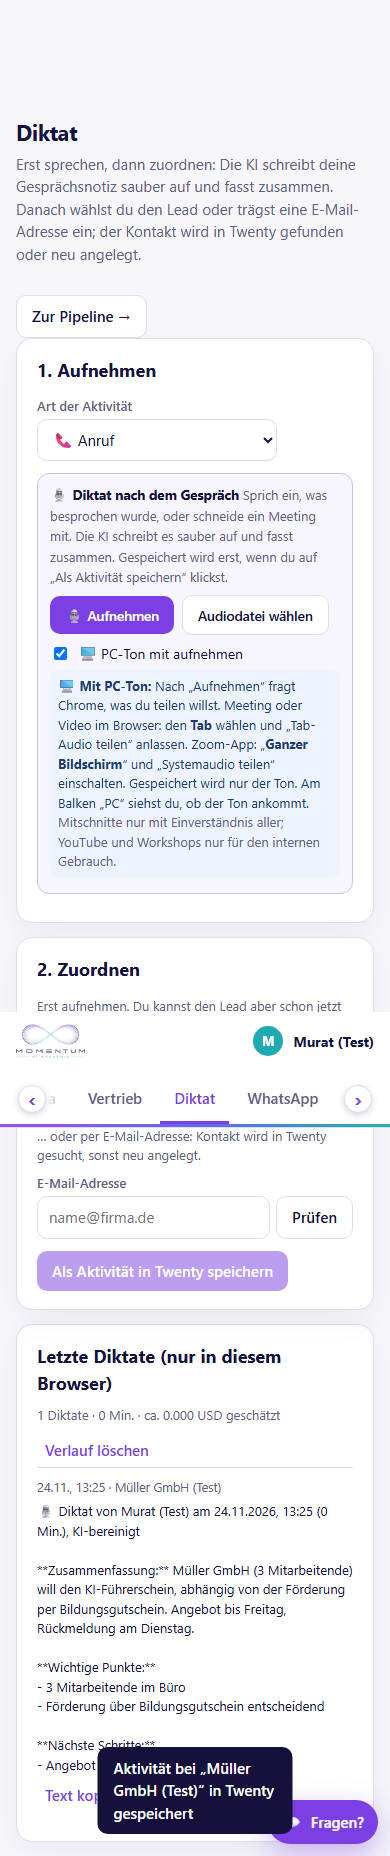 Diktat
Erst sprechen, dann zuordnen: Die KI schreibt deine
Gesprächsnotiz sauber auf und fasst zusammen.
Danach wählst du den Lead oder trägst eine E-Mail-
Adresse ein; der Kontakt wird in Twenty gefunden
oder neu angelegt.
Zur Pipeline →
1. Aufnehmen
Art der Aktivität
Anruf
Diktat nach dem Gespräch Sprich ein, was
besprochen wurde, oder schneide ein Meeting
mit. Die KI schreibt es sauber auf und fasst
zusammen. Gespeichert wird erst, wenn du auf
„Als Aktivität speichern“ klickst.
Aufnehmen
Audiodatei wählen
PC-Ton mit aufnehmen
Mit PC-Ton: Nach „Aufnehmen“ fragt
Chrome, was du teilen willst. Meeting oder
Video im Browser: den Tab wählen und „Tab-
Audio teilen“ anlassen. Zoom-App: „Ganzer
Bildschirm“ und „Systemaudio teilen“
einschalten. Gespeichert wird nur der Ton. Am
Balken „PC“ siehst du, ob der Ton ankommt.
Mitschnitte nur mit Einverständnis aller;
YouTube und Workshops nur für den internen
Gebrauch.
2. Zuordnen
Erst aufnehmen. Du kannst den Lead aber schon jetzt
MOMENTUM
M
Murat (Test)
‹
a
Vertrieb
Diktat
WhatsApp
›
... oder per E-Mail-Adresse: Kontakt wird in Twenty
gesucht, sonst neu angelegt.
E-Mail-Adresse
name@firma.de
Prüfen
Als Aktivität in Twenty speichern
Letzte Diktate (nur in diesem
Browser)
1 Diktate · 0 Min. · ca. 0.000 USD geschätzt
Verlauf löschen
24.11., 13:25 · Müller GmbH (Test)
Diktat von Murat (Test) am 24.11.2026, 13:25 (0
Min.), KI-bereinigt
**Zusammenfassung:** Müller GmbH (3 Mitarbeitende)
will den KI-Führerschein, abhängig von der Förderung
per Bildungsgutschein. Angebot bis Freitag,
Rückmeldung am Dienstag.
**Wichtige Punkte:**
- 3 Mitarbeitende im Büro
- Förderung über Bildungsgutschein entscheidend
**Nächste Schritte:**
- Angebot
Text kop
Aktivität bei „Müller
GmbH (Test)“ in Twenty
gespeichert
Fragen?